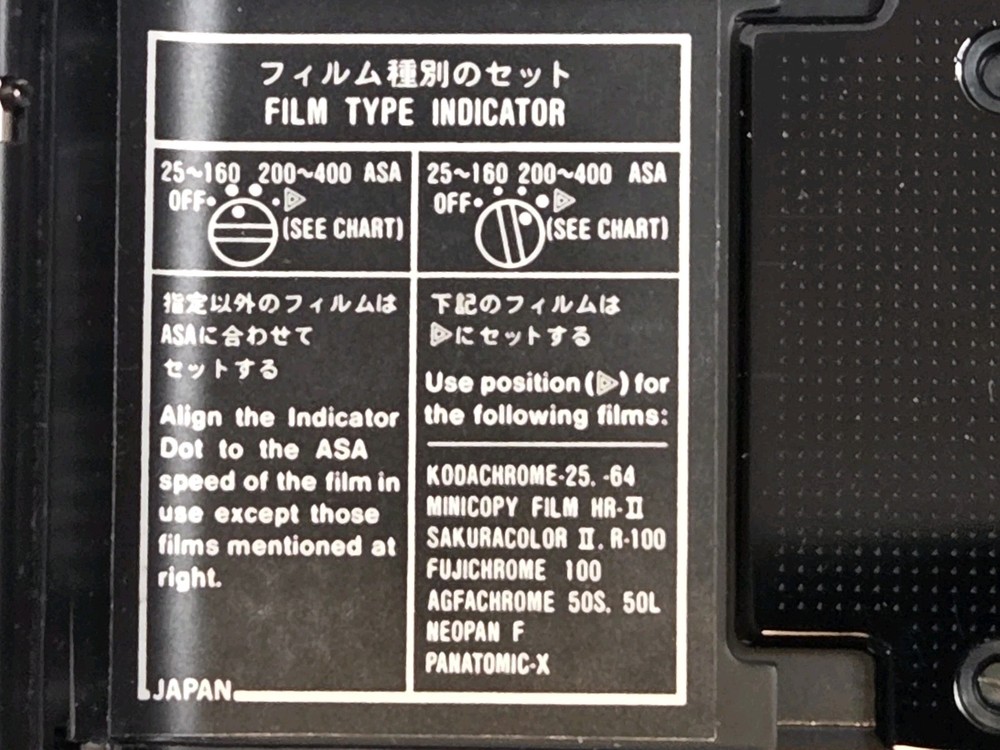 フィルム種別のセット
FILM TYPE INDICATOR
25~160 200~400 ASA
OFF
(SEE CHART)
25~160 200~400 ASA
OFF
(SEE CHART)
指定以外のフィルムは
ASAに合わせて
セットする
Align the Indicator
Dot to the ASA
speed of the film in
use except those
films mentioned at
right.
下記のフィルムは
▷にセットする
Use position (▷) for
the following films:
KODACHROME-25. -64
MINICOPY FILM HR-II
SAKURACOLOR II. R-100
FUJICHROME 100
AGFACHROME 50S. 50L
NEOPAN F
PANATOMIC-X
JAPAN